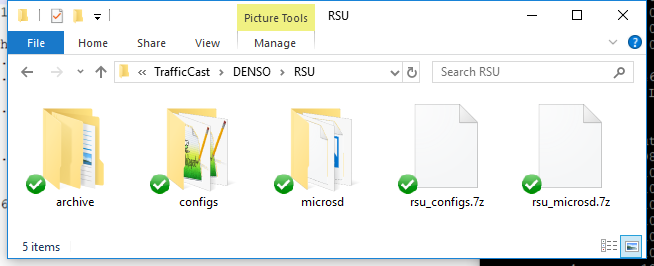 Picture Tools
RSU
File
Home
Share
View
Manage
« TrafficCast > DENSO > RSU
Search RSU
archive
configs
microsd
rsu_configs.7z
rsu_microsd.7z
5 items